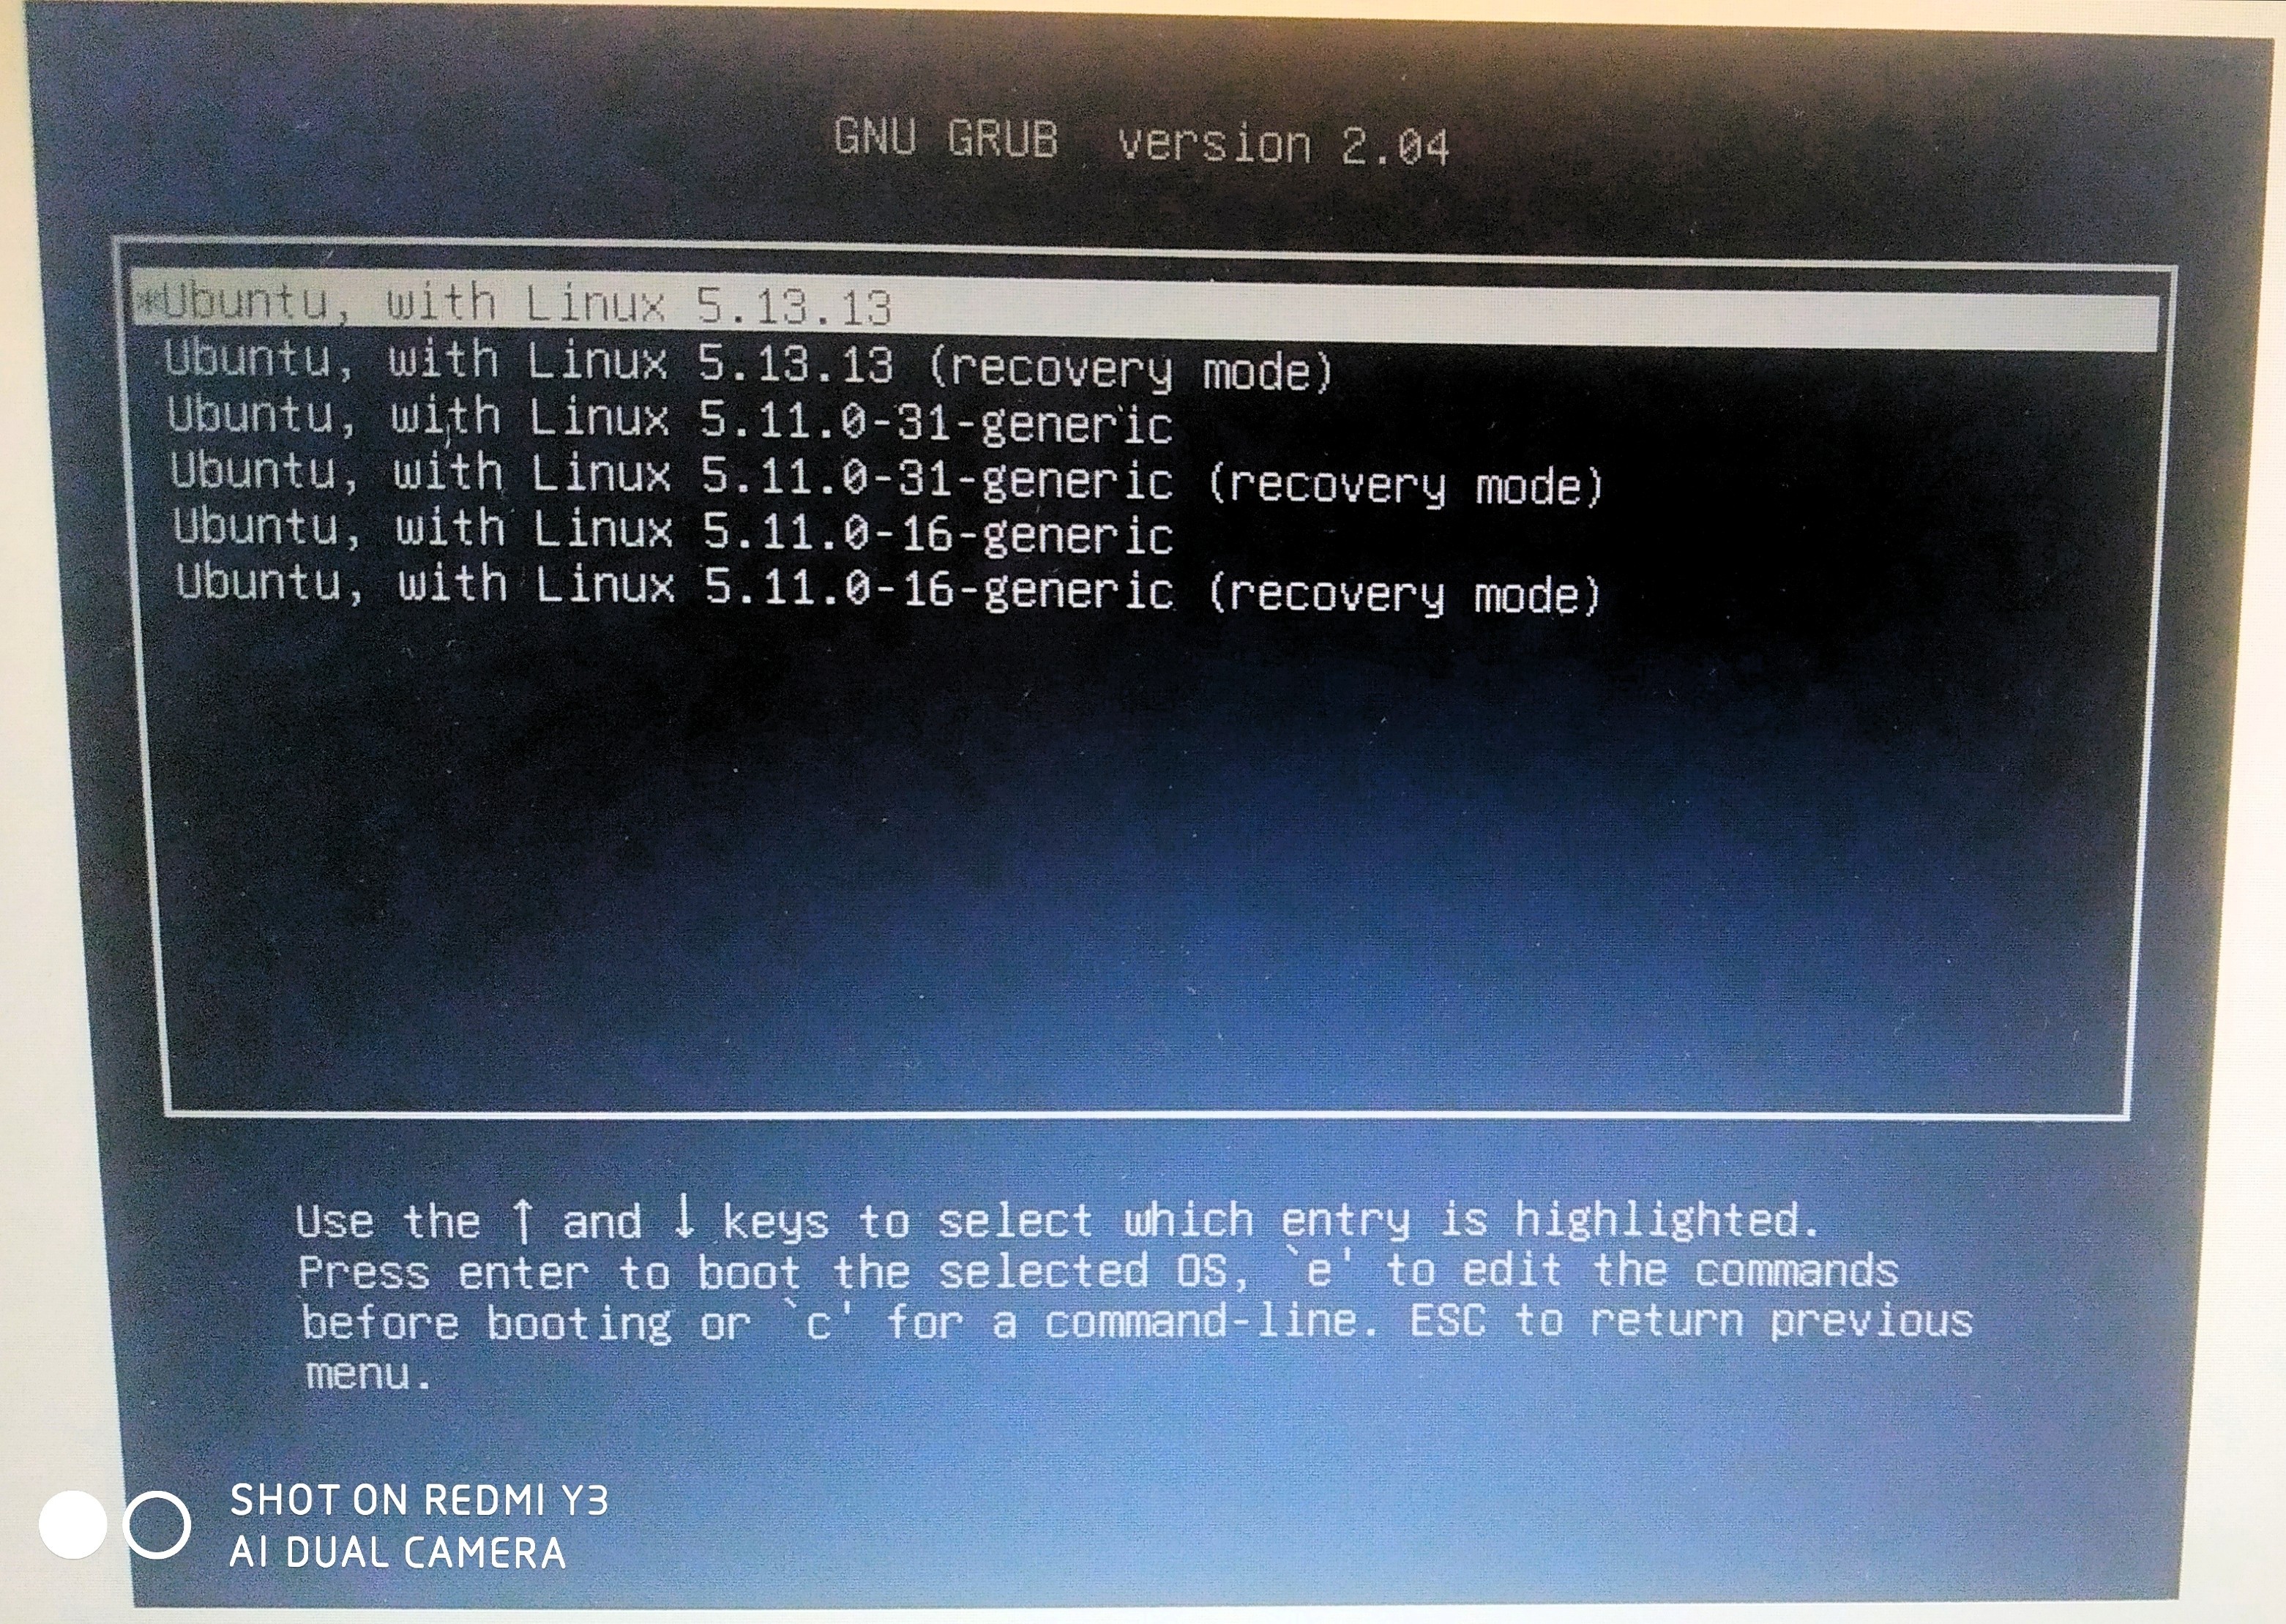 GNU GRUB version 2.04
*Ubuntu, with Linux 5.13.13
Ubuntu, with Linux 5.13.13 (recovery mode)
Ubuntu, with Linux 5.11.0-31-generic
Ubuntu, with Linux 5.11.0-31-generic (recovery mode)
Ubuntu, with Linux 5.11.0-16-generic
Ubuntu, with Linux 5.11.0-16-generic (recovery mode)
Use the ↑ and ↓ keys to select which entry is highlighted.
Press enter to boot the selected OS, `e' to edit the commands
before booting or `c' for a command-line. ESC to return previous
menu.
SHOT ON REDMI Y3
AI DUAL CAMERA